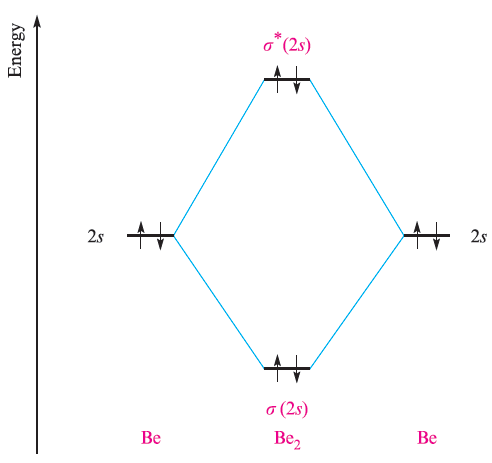 Energy
σ*(2s)
2s 2s
σ (2s)
Be Be₂ Be